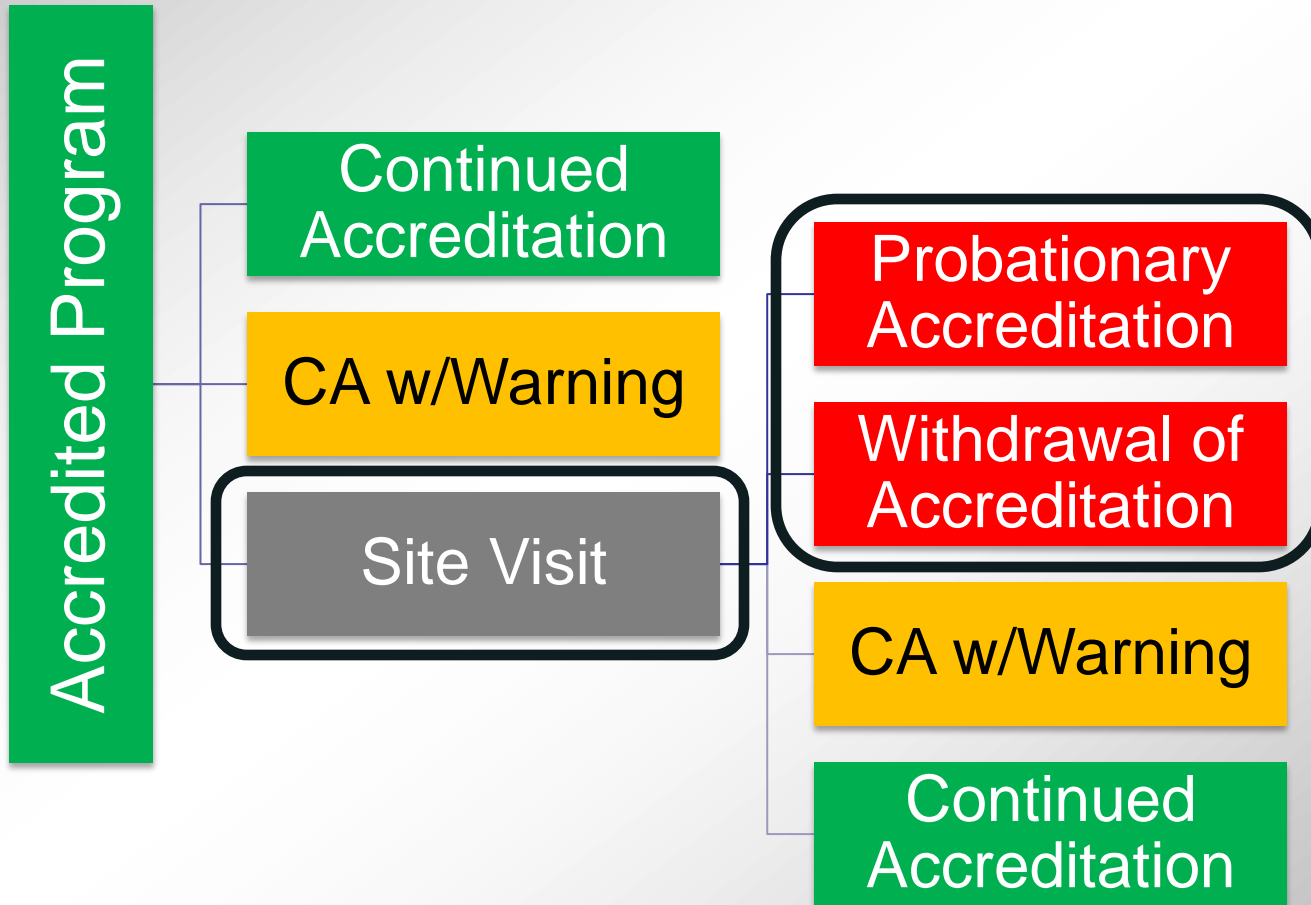 Accredited Program
Continued
Accreditation
CA w/Warning
Site Visit
Probationary
Accreditation
Withdrawal of
Accreditation
CA w/Warning
Continued
Accreditation